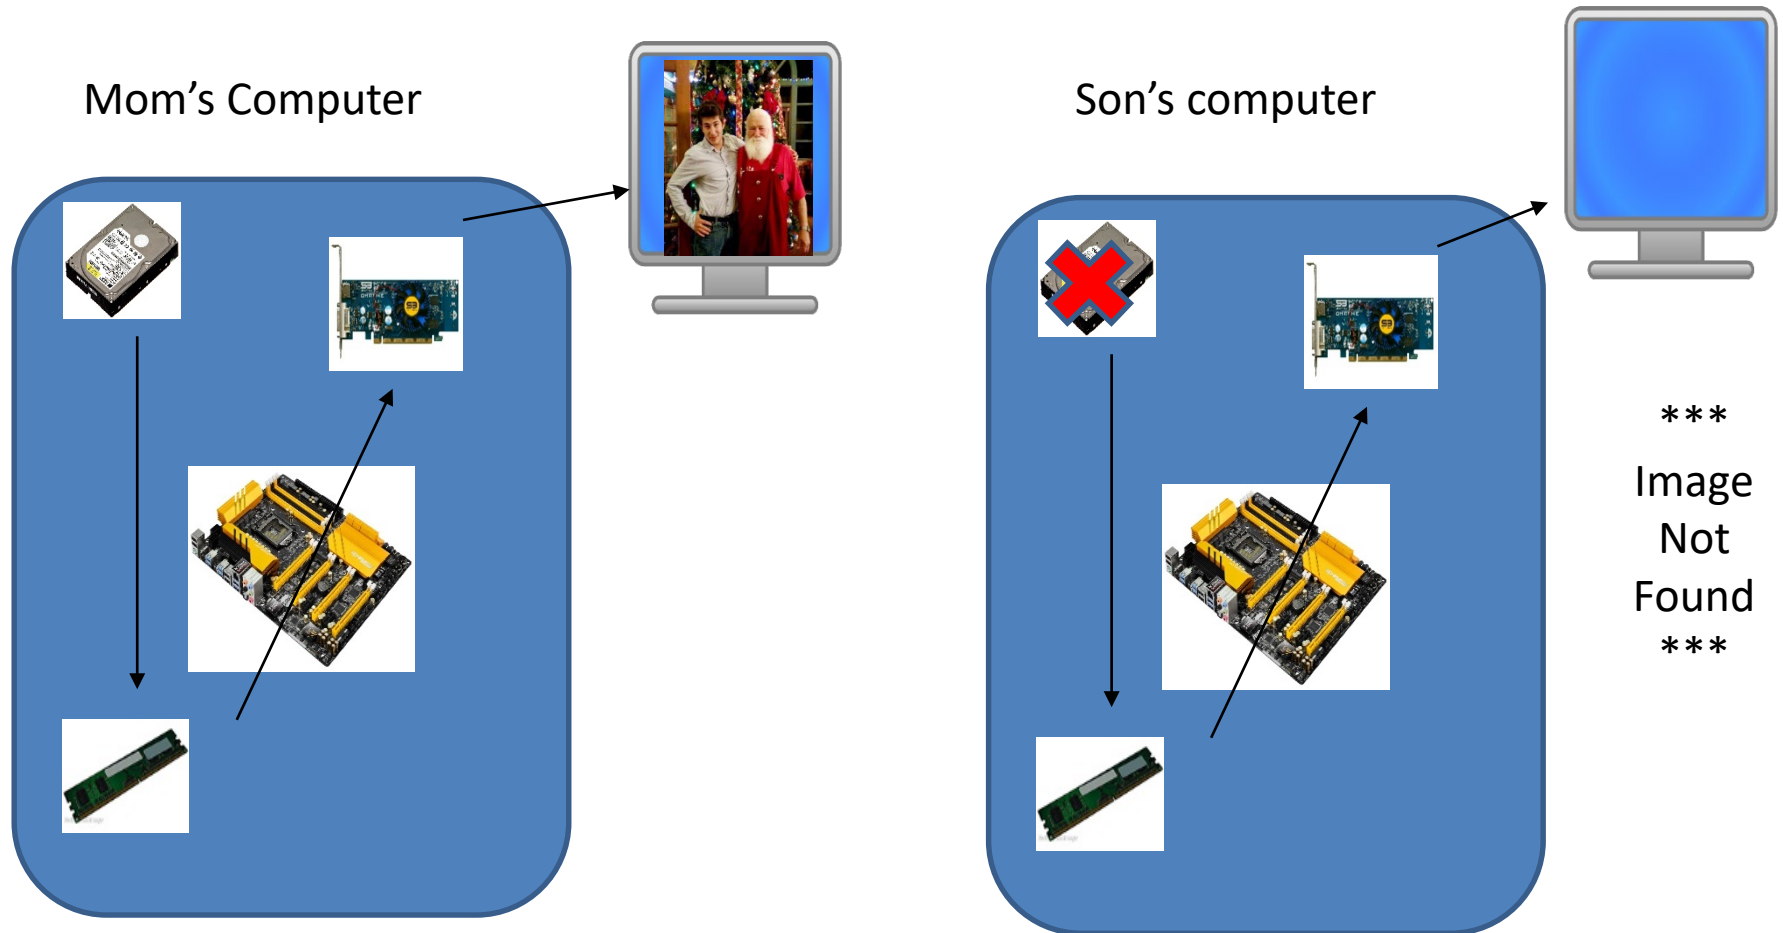 Mom’s Computer
Son’s computer
***
Image
Not
Found
***